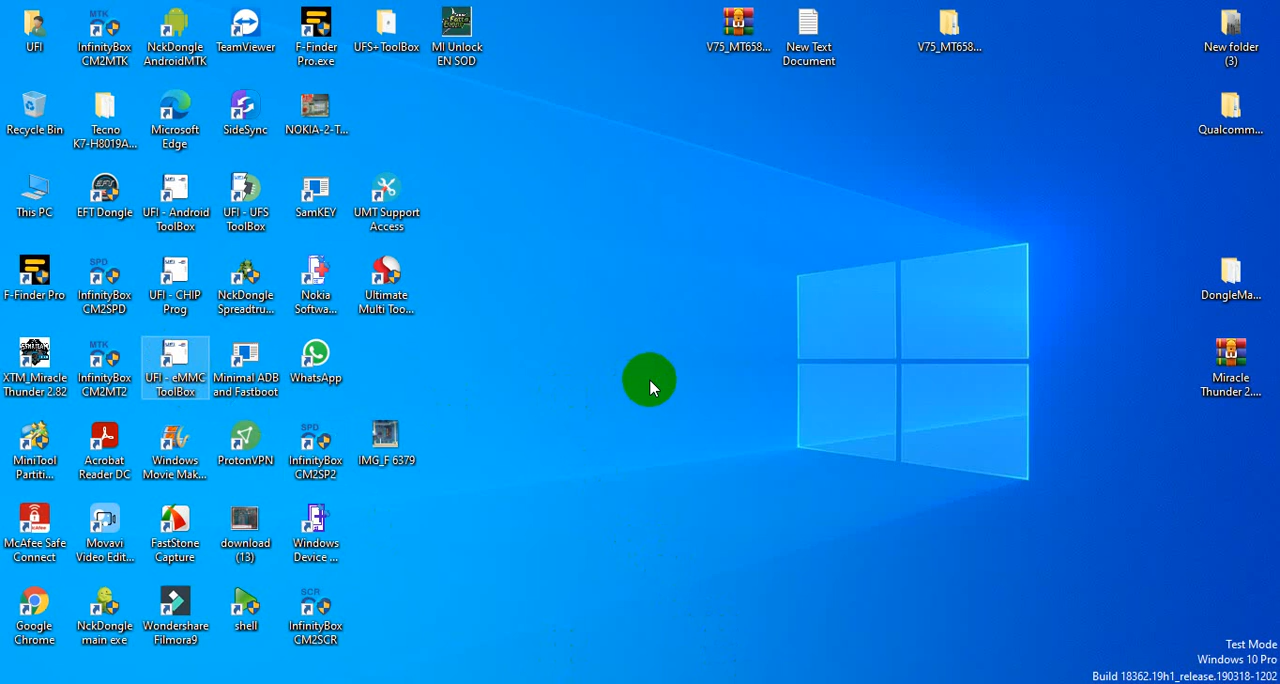 UFI
MTK
InfinityBox
CM2MTK
NckDongle
AndroidMTK
TeamViewer
F-Finder
Pro.exe
UFS+ToolBox
MI Unlock
EN SOD
V75_MT658...
New Text
Document
V75_MT658...
New folder
(3)
Recycle Bin
Tecno
K7-H8019A...
Microsoft
Edge
SideSync
NOKIA-2-T...
Qualcomm...
This PC
EFT
EFT Dongle
UFI - Android
ToolBox
UFI - UFS
ToolBox
SamKEY
UMT Support
Access
F-Finder Pro
SPD
InfinityBox
CM2SPD
UFI - CHIP
Prog
NckDongle
Spreadtru...
Nokia
Softwa...
Ultimate
Multi Too...
DongleMa...
XTM_Miracle
Thunder 2.82
MTK
InfinityBox
CM2MT2
UFI - eMMC
ToolBox
Minimal ADB
and Fastboot
WhatsApp
Miracle
Thunder 2....
MiniTool
Partiti...
Acrobat
Reader DC
Windows
Movie Mak...
ProtonVPN
SPD
InfinityBox
CM2SP2
IMG_F 6379
McAfee Safe
Connect
Movavi
Video Edit...
FastStone
Capture
download
(13)
Windows
Device ...
Google
Chrome
NckDongle
main exe
Wondershare
Filmora9
shell
SCR
InfinityBox
CM2SCR
Test Mode
Windows 10 Pro
Build 18362.19h1_release.190318-1202